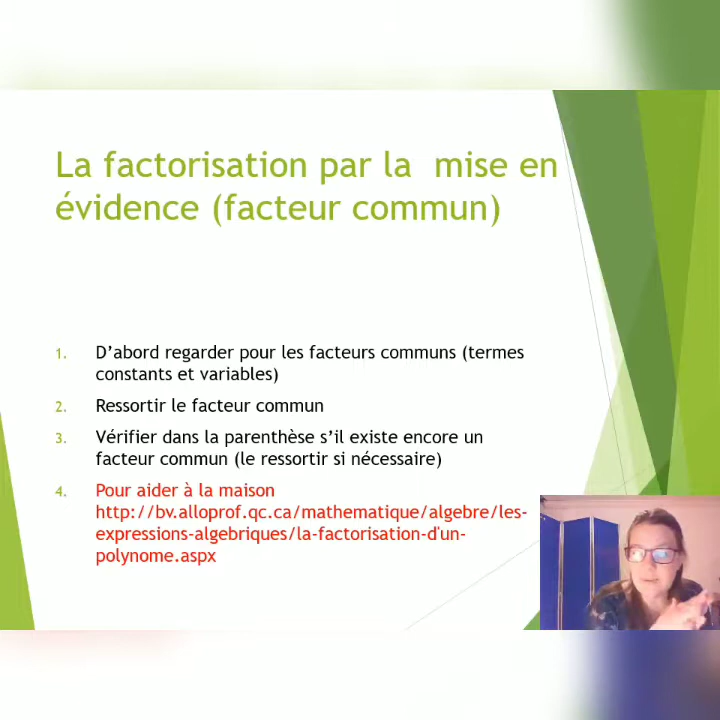 La factorisation par la  mise en
évidence (facteur commun)
1. D’abord regarder pour les facteurs communs (termes
constants et variables)
2. Ressortir le facteur commun
3. Vérifier dans la parenthèse s’il existe encore un
facteur commun (le ressortir si nécessaire)
4. Pour aider à la maison
http://bv.alloprof.qc.ca/mathematique/algebre/les-
expressions-algebriques/la-factorisation-d'un-
polynome.aspx